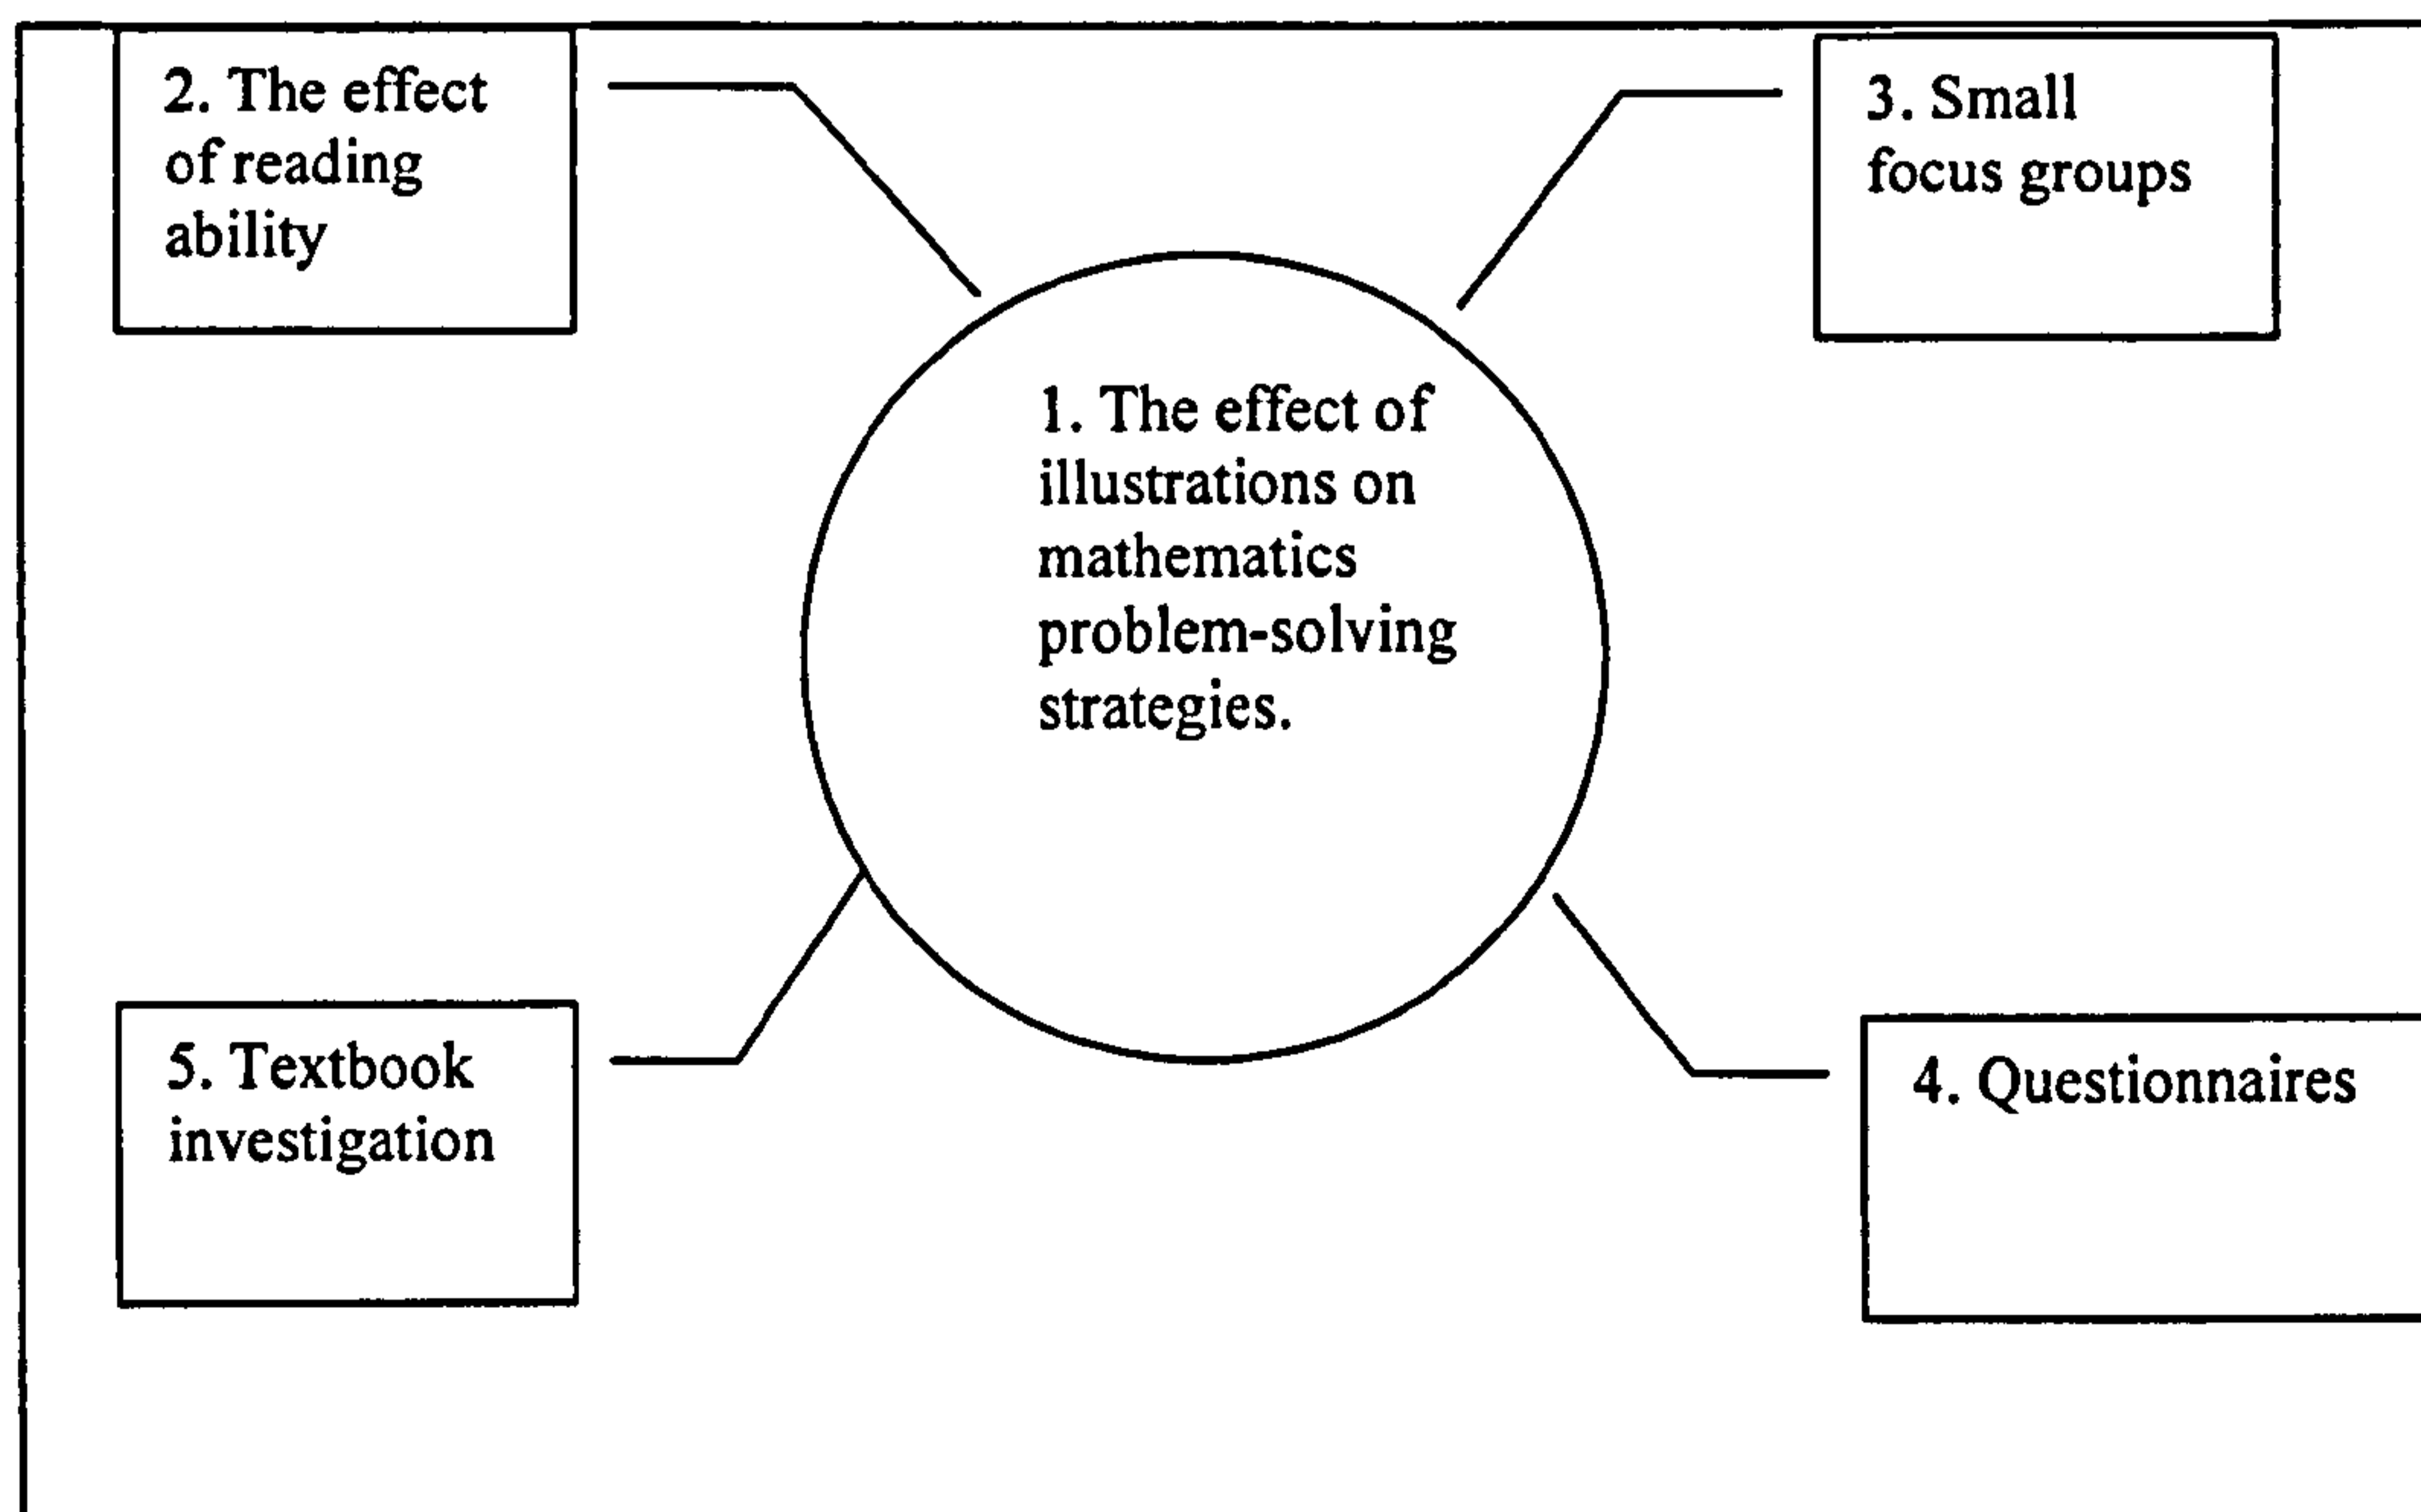 2. The effect
of reading
ability
3. Small
focus groups
1. The effect of
illustrations on
mathematics
problem-solving
strategies.
5. Textbook
investigation
4. Questionnaires